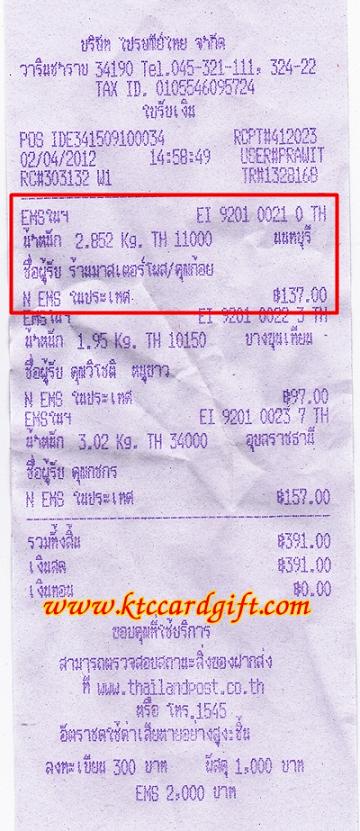 บริษัท ไปรษณีย์ไทย จำกัด
วารินชำราบ 34190 Tel.045-321-111, 324-22
TAX ID. 0105546095724
ใบรับเงิน
POS IDE341509100034 RCPT#412023
02/04/2012 14:58:49 USER#PRAWIT
RC#303132 W1 TR#1328168
EMSในฯ EI 9201 0021 0 TH
น้ำหนัก 2.852 Kg. TH 11000 นนทบุรี
ชื่อผู้รับ ร้านมาสเตอร์โนส/คุณก้อย
N EMS ในประเทศ ฿137.00
EMSในฯ EI 9201 0022 3 TH
น้ำหนัก 1.95 Kg. TH 10150 บางขุนเทียน
ชื่อผู้รับ คุณวิโชติ หนูขาว
N EMS ในประเทศ ฿97.00
EMSในฯ EI 9201 0023 7 TH
น้ำหนัก 3.02 Kg. TH 34000 อุบลราชธานี
ชื่อผู้รับ คุณกชกร
N EMS ในประเทศ ฿157.00
รวมทั้งสิ้น ฿391.00
เงินสด ฿391.00
เงินทอน ฿0.00
www.ktccardgift.com
ขอบคุณที่ใช้บริการ
สามารถตรวจสอบสถานะสิ่งของฝากส่ง
ที่ www.thailandpost.co.th
หรือ โทร.1545
อัตราชดใช้ค่าเสียหายอย่างสูงชิ้น
ลงทะเบียน 300 บาท พัสดุ 1,000 บาท
EMS 2,000 บาท